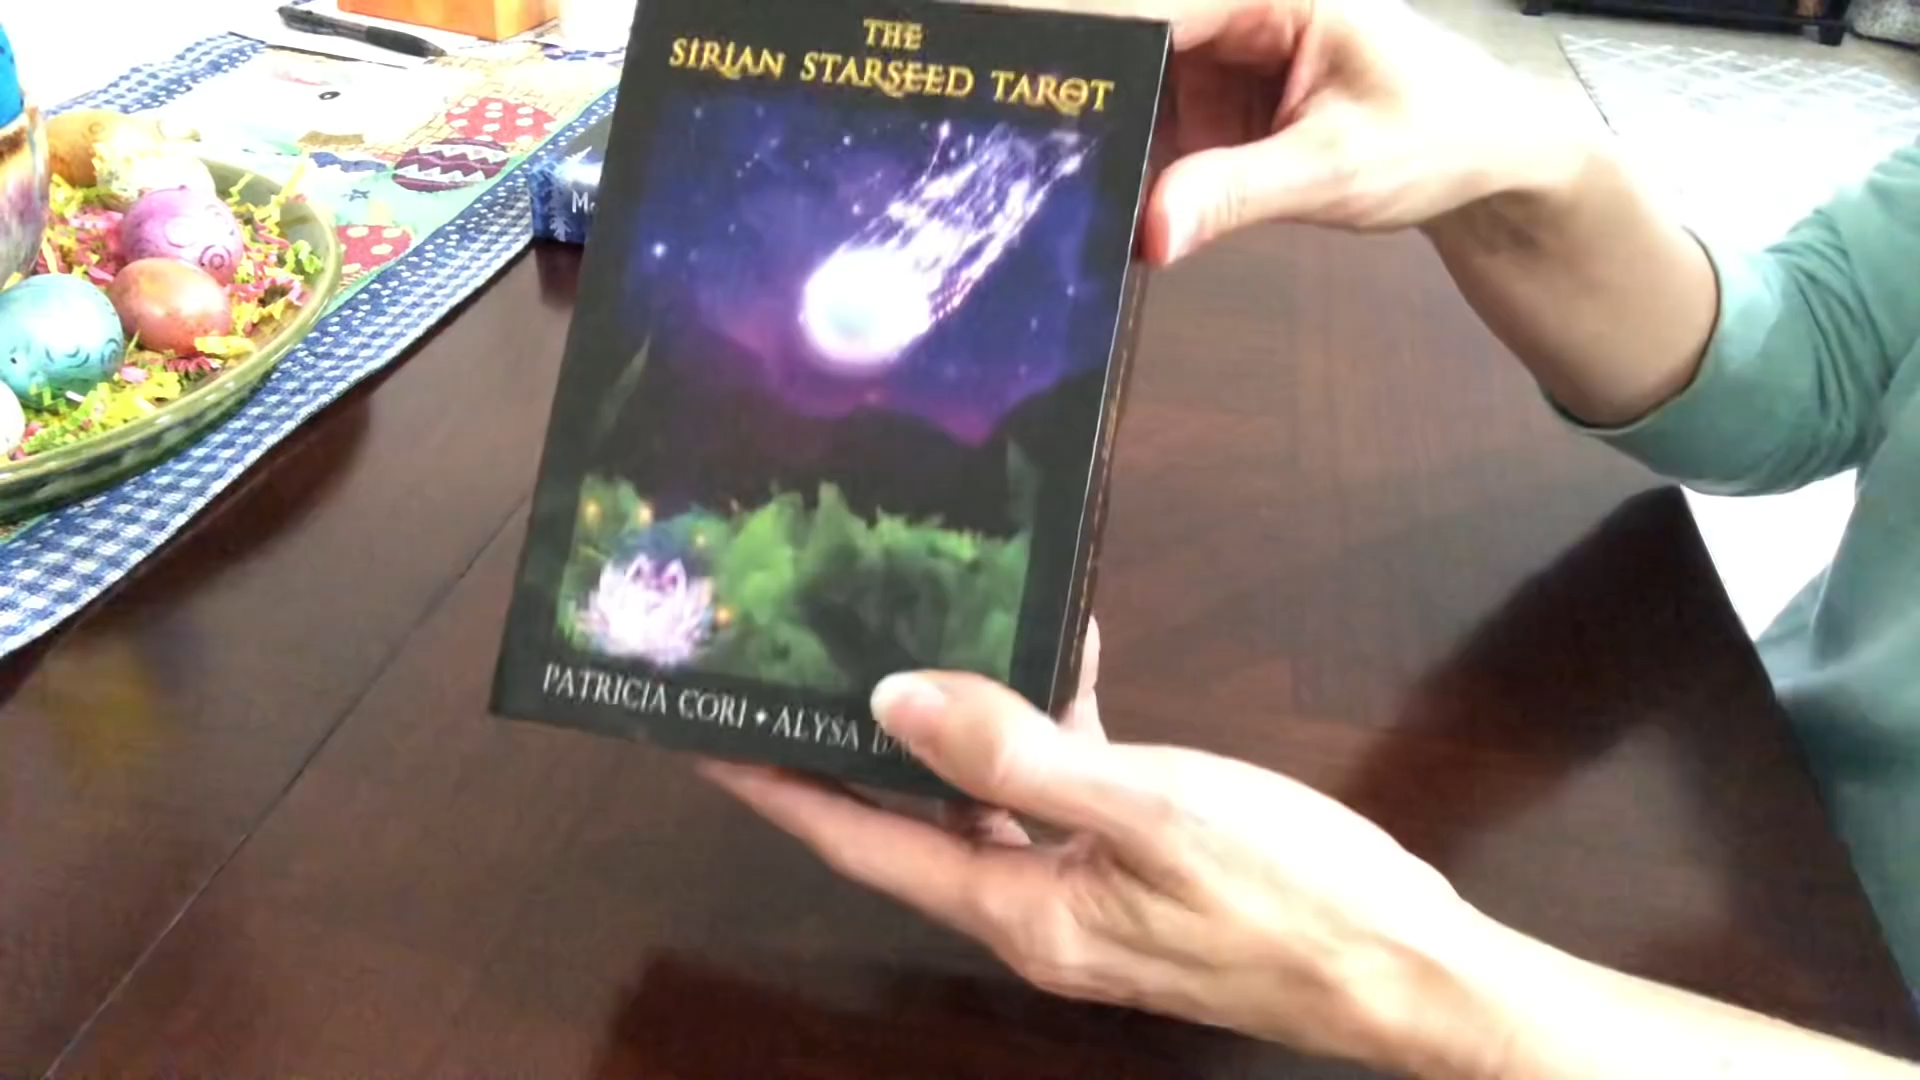 THE
SIRIAN STARSEED TAROT
PATRICIA CORI • ALYSA